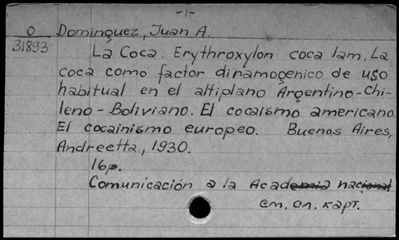 -1-
0 Dominguez, Juan A.
31893
La Coca. Erythroxylon coca lam. La
coca como factor dinamogenico de uso
habitual en el altiplano Argentino-Chi-
leno-Boliviano. El cocaismo americano.
El cocainismo europeo. Buenos Aires,
Andreetta, 1930.
16p.
Comunicación a la Academia nacional
см. ол. карт.